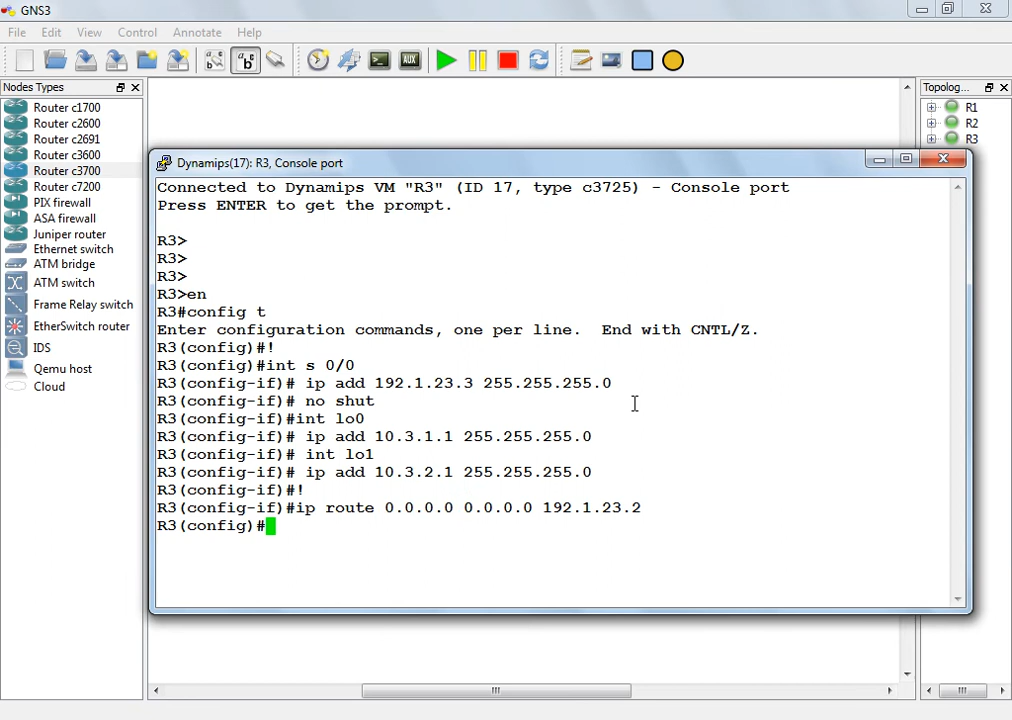 GNS3
File Edit View Control Annotate Help
Nodes Types
Topolog...
Router c1700
Router c2600
Router c2691
Router c3600
Router c3700
Router c7200
PIX firewall
ASA firewall
Juniper router
Ethernet switch
ATM bridge
ATM switch
Frame Relay switch
EtherSwitch router
IDS
Qemu host
Cloud
R1
R2
R3
AUX
Dynamips(17): R3, Console port
Connected to Dynamips VM "R3" (ID 17, type c3725) - Console port
Press ENTER to get the prompt.
R3>
R3>
R3>
R3>en
R3#config t
Enter configuration commands, one per line.  End with CNTL/Z.
R3(config)#!
R3(config)#int s 0/0
R3(config-if)# ip add 192.1.23.3 255.255.255.0
R3(config-if)# no shut
R3(config-if)#int lo0
R3(config-if)# ip add 10.3.1.1 255.255.255.0
R3(config-if)# int lo1
R3(config-if)# ip add 10.3.2.1 255.255.255.0
R3(config-if)#!
R3(config-if)#ip route 0.0.0.0 0.0.0.0 192.1.23.2
R3(config)#